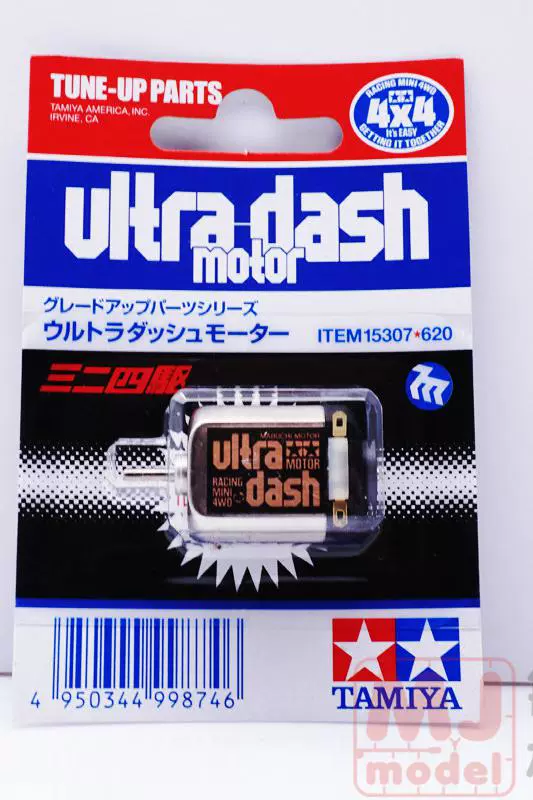 TUNE-UP PARTS
TAMIYA AMERICA, INC.
IRVINE, CA
RACING MINI 4WD
4x4
It's EASY
GETTING IT TOGETHER
ultra-dash
motor
グレードアップパーツシリーズ
ウルトラダッシュモーター ITEM15307★620
三二四駆
MABUCHI MOTOR
ultra
MOTOR
RACING
MINI
4WD
dash
4 950344 998746
TAMIYA
MJ
model